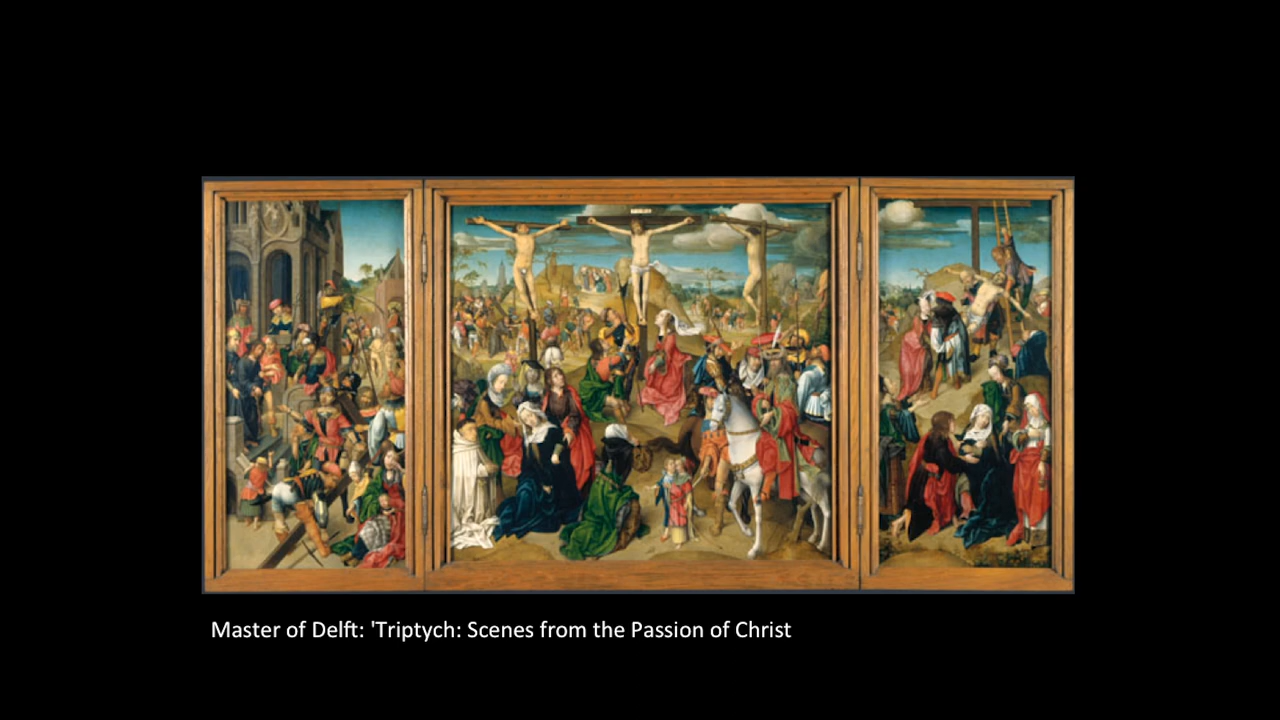 Master of Delft: 'Triptych: Scenes from the Passion of Christ